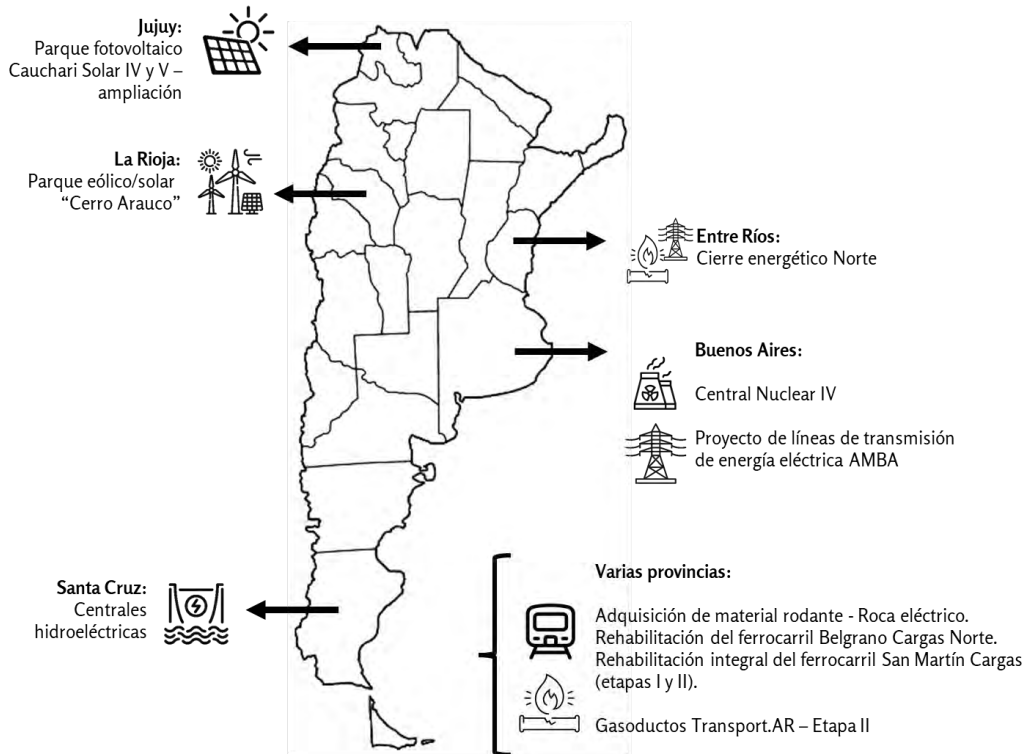 Jujuy:
Parque fotovoltaico
Cauchari Solar IV y V –
ampliación
La Rioja:
Parque eólico/solar
“Cerro Arauco”
Entre Ríos:
Cierre energético Norte
Buenos Aires:
Central Nuclear IV
Proyecto de líneas de transmisión
de energía eléctrica AMBA
Santa Cruz:
Centrales
hidroeléctricas
Varias provincias:
Adquisición de material rodante - Roca eléctrico.
Rehabilitación del ferrocarril Belgrano Cargas Norte.
Rehabilitación integral del ferrocarril San Martín Cargas
(etapas I y II).
Gasoductos Transport.AR – Etapa II